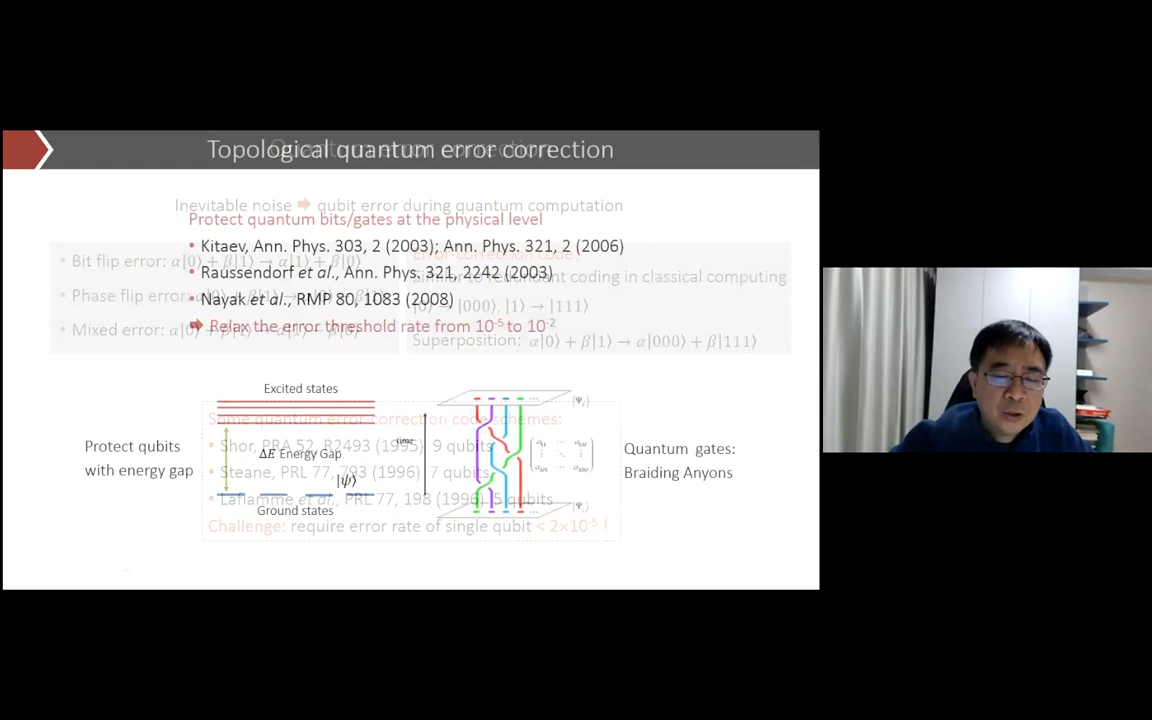 Topological quantum error correction
Quantum error correction
Inevitable noise ➡ qubit error during quantum computation
Protect quantum bits/gates at the physical level
• Kitaev, Ann. Phys. 303, 2 (2003); Ann. Phys. 321, 2 (2006)
• Raussendorf et al., Ann. Phys. 321, 2242 (2003)
• Nayak et al., RMP 80, 1083 (2008)
➡ Relax the error threshold rate from 10⁻⁵ to 10⁻²
• Bit flip error: α|0⟩ + β|1⟩ → α|1⟩ + β|0⟩
• Phase flip error:
• Mixed error:
Error-correction code:
Similar to redundant coding in classical computing
|0⟩ → |000⟩, |1⟩ → |111⟩
Superposition: α|0⟩ + β|1⟩ → α|000⟩ + β|111⟩
Excited states
Protect qubits
with energy gap
ΔE Energy Gap
|ψ⟩
Ground states
time
Quantum gates:
Braiding Anyons
Some quantum error-correction code schemes:
• Shor, PRA 52, R2493 (1995) 9 qubits
• Steane, PRL 77, 793 (1996) 7 qubits
• Laflamme et al., PRL 77, 198 (1996) 5 qubits
Challenge: require error rate of single qubit < 2×10⁻⁵ !